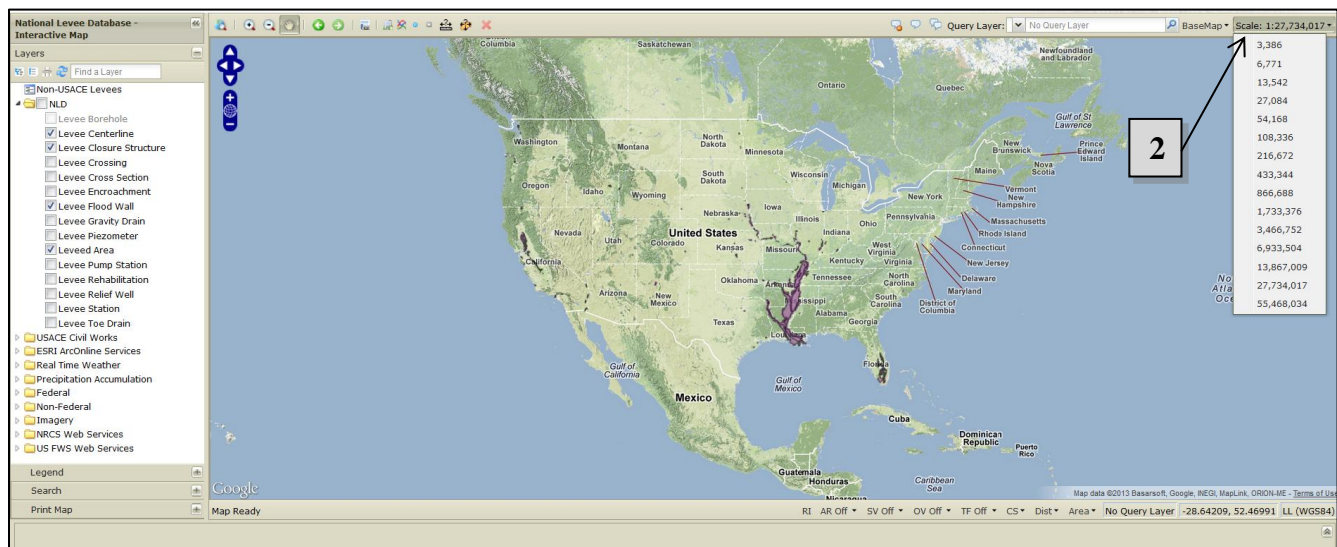 National Levee Database -
Interactive Map
Layers
Find a Layer
Non-USACE Levees
NLD
Levee Borehole
Levee Centerline
Levee Closure Structure
Levee Crossing
Levee Cross Section
Levee Encroachment
Levee Flood Wall
Levee Gravity Drain
Levee Piezometer
Leveed Area
Levee Pump Station
Levee Rehabilitation
Levee Relief Well
Levee Station
Levee Toe Drain
USACE Civil Works
ESRI ArcOnline Services
Real Time Weather
Precipitation Accumulation
Federal
Non-Federal
Imagery
NRCS Web Services
US FWS Web Services
Legend
Search
Print Map
Query Layer: No Query Layer
BaseMap
Scale: 1:27,734,017
3,386
6,771
13,542
27,084
54,168
108,336
216,672
433,344
866,688
1,733,376
3,466,752
6,933,504
13,867,009
27,734,017
55,468,034
2
Columbia
Saskatchewan
Ontario
Quebec
Newfoundland
and Labrador
Gulf of St
Lawrence
New
Brunswick
Prince
Edward
Island
Nova
Scotia
Maine
Vermont
New
Hampshire
Massachusetts
Rhode Island
Connecticut
New Jersey
Delaware
Maryland
District of
Columbia
Washington
Montana
North
Dakota
Minnesota
South
Dakota
Wisconsin
Michigan
New York
Oregon
Idaho
Wyoming
Iowa
Nebraska
Illinois
Indiana
Ohio
Pennsylvania
Nevada
Utah
Colorado
United States
Kansas
Missouri
West
Virginia
Kentucky
Virginia
California
Oklahoma
Arkansas
Tennessee
North
Carolina
Arizona
New
Mexico
Mississippi
South
Carolina
Alabama
Georgia
Texas
Louisiana
Florida
Gulf of
California
Gulf of
Mexico
Mexico
Cuba
Dominican
Republic
Puerto
Rico
Guatemala
Honduras
Nicaragua
Caribbean
Sea
No
Atla
Oce
Google
Map data ©2013 Basarsoft, Google, INEGI, MapLink, ORION-ME - Terms of Use
Map Ready
RI AR Off SV Off OV Off TF Off CS Dist Area No Query Layer -28.64209, 52.46991 LL (WGS84)